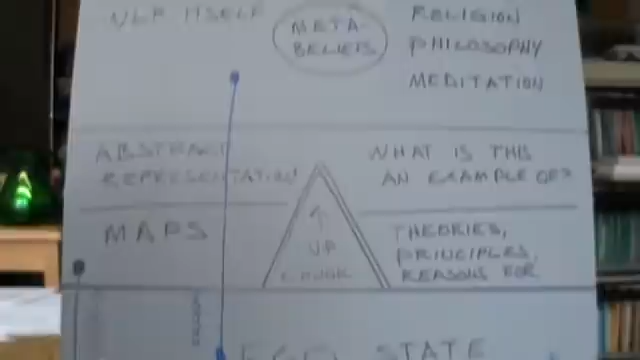 NLP ITSELF
META-
BELIEFS
RELIGION
PHILOSOPHY
MEDITATION
ABSTRACT
REPRESENTATION
WHAT IS THIS
AN EXAMPLE OF?
MAPS
↑
UP
CHUNK
THEORIES,
PRINCIPLES,
REASONS FOR
EGO STATE